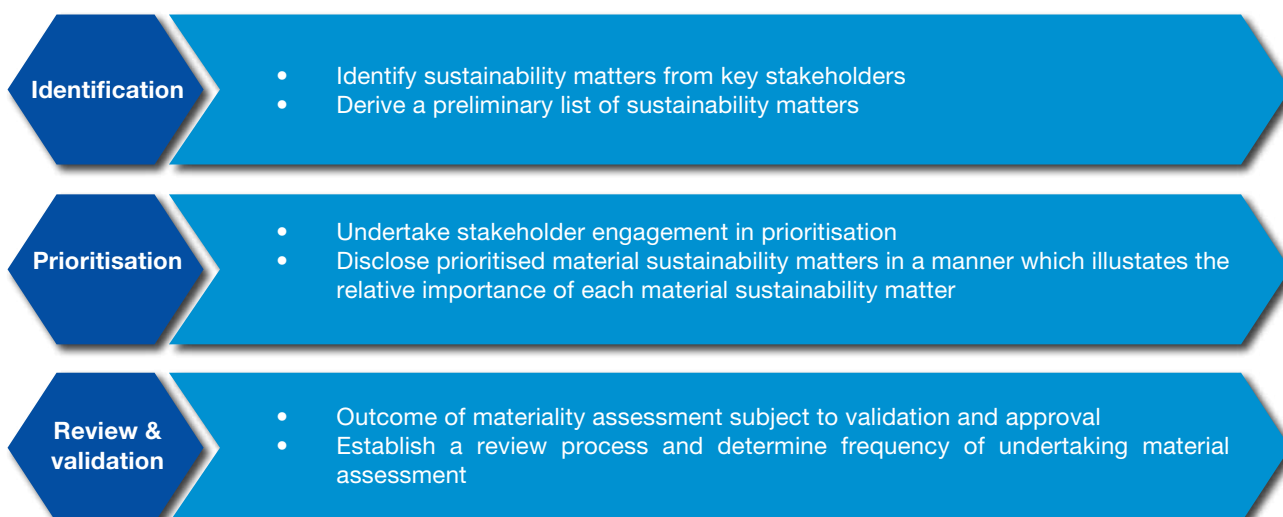 Identification
• Identify sustainability matters from key stakeholders
• Derive a preliminary list of sustainability matters
Prioritisation
• Undertake stakeholder engagement in prioritisation
• Disclose prioritised material sustainability matters in a manner which illustates the
relative importance of each material sustainability matter
Review &
validation
• Outcome of materiality assessment subject to validation and approval
• Establish a review process and determine frequency of undertaking material
assessment